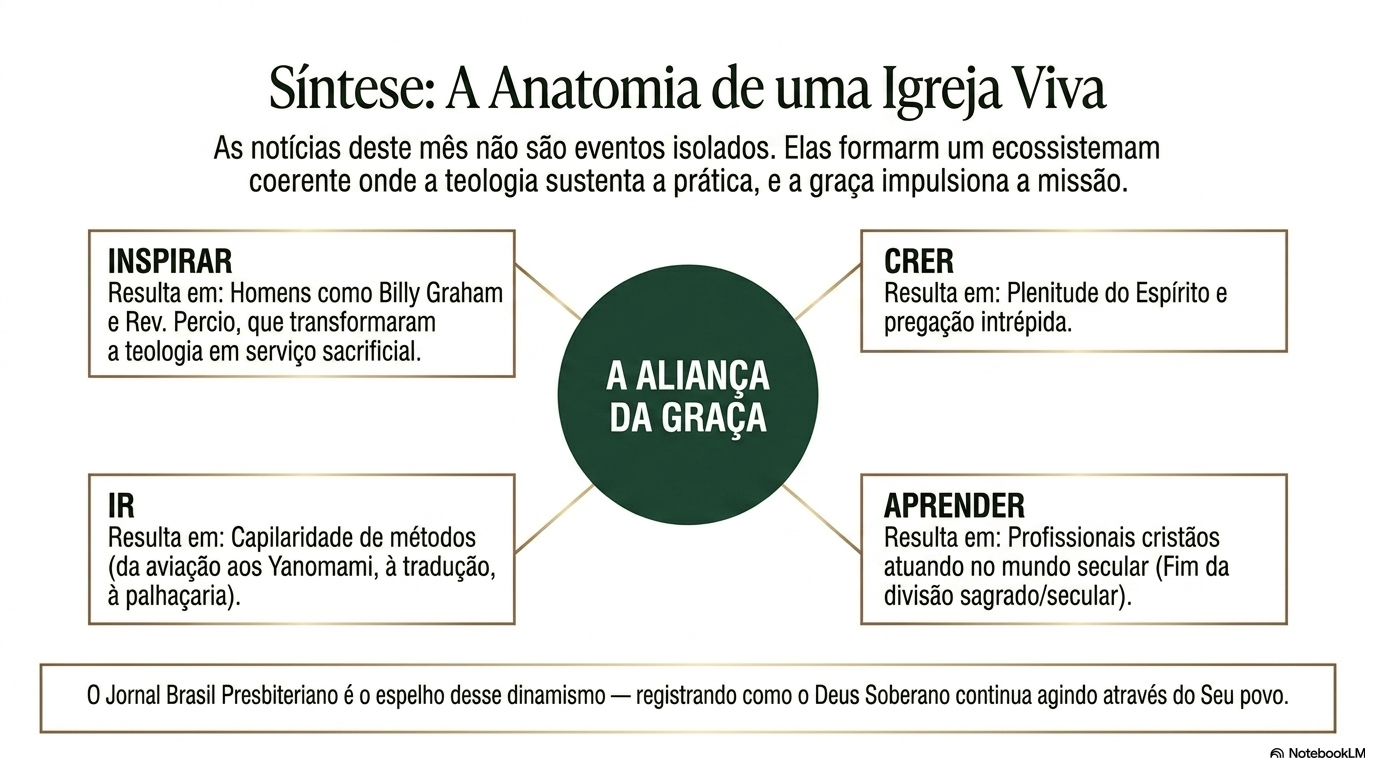 Síntese: A Anatomia de uma Igreja Viva
As notícias deste mês não são eventos isolados. Elas formarm um ecossistemam
coerente onde a teologia sustenta a prática, e a graça impulsiona a missão.
INSPIRAR
Resulta em: Homens como Billy Graham
e Rev. Percio, que transformaram
a teologia em serviço sacrificial.
CRER
Resulta em: Plenitude do Espírito e
pregação intrépida.
A ALIANÇA
DA GRAÇA
IR
Resulta em: Capilaridade de métodos
(da aviação aos Yanomami, à tradução,
à palhaçaria).
APRENDER
Resulta em: Profissionais cristãos
atuando no mundo secular (Fim da
divisão sagrado/secular).
O Jornal Brasil Presbiteriano é o espelho desse dinamismo — registrando como o Deus Soberano continua agindo através do Seu povo.
NotebookLM